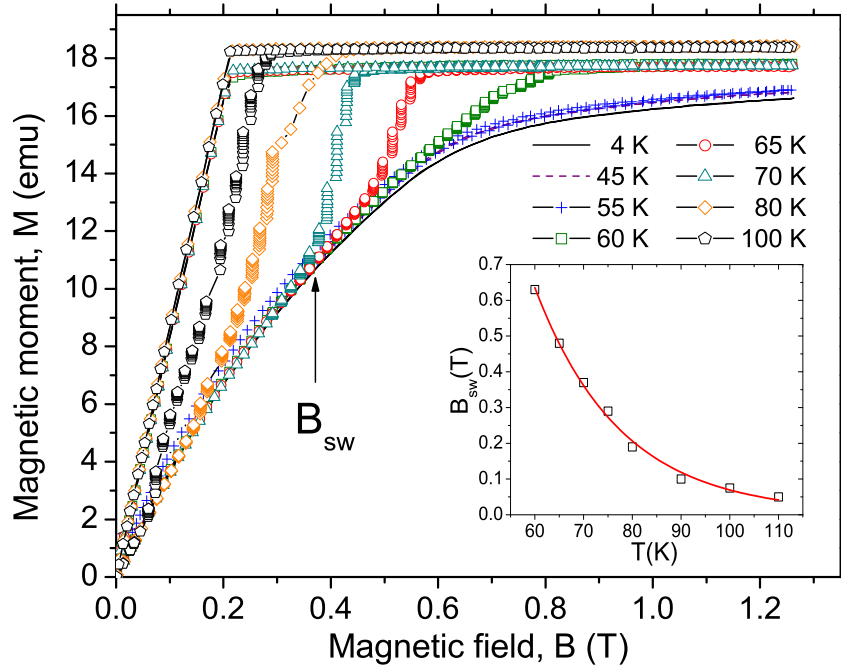 18
16
14
12
10
8
6
4
2
0
Magnetic moment, M (emu)
4 K
45 K
55 K
60 K
65 K
70 K
80 K
100 K
B_sw
0.7
0.6
0.5
0.4
0.3
0.2
0.1
0.0
B_sw(T)
60 70 80 90 100 110
T(K)
0.0 0.2 0.4 0.6 0.8 1.0 1.2
Magnetic field, B (T)